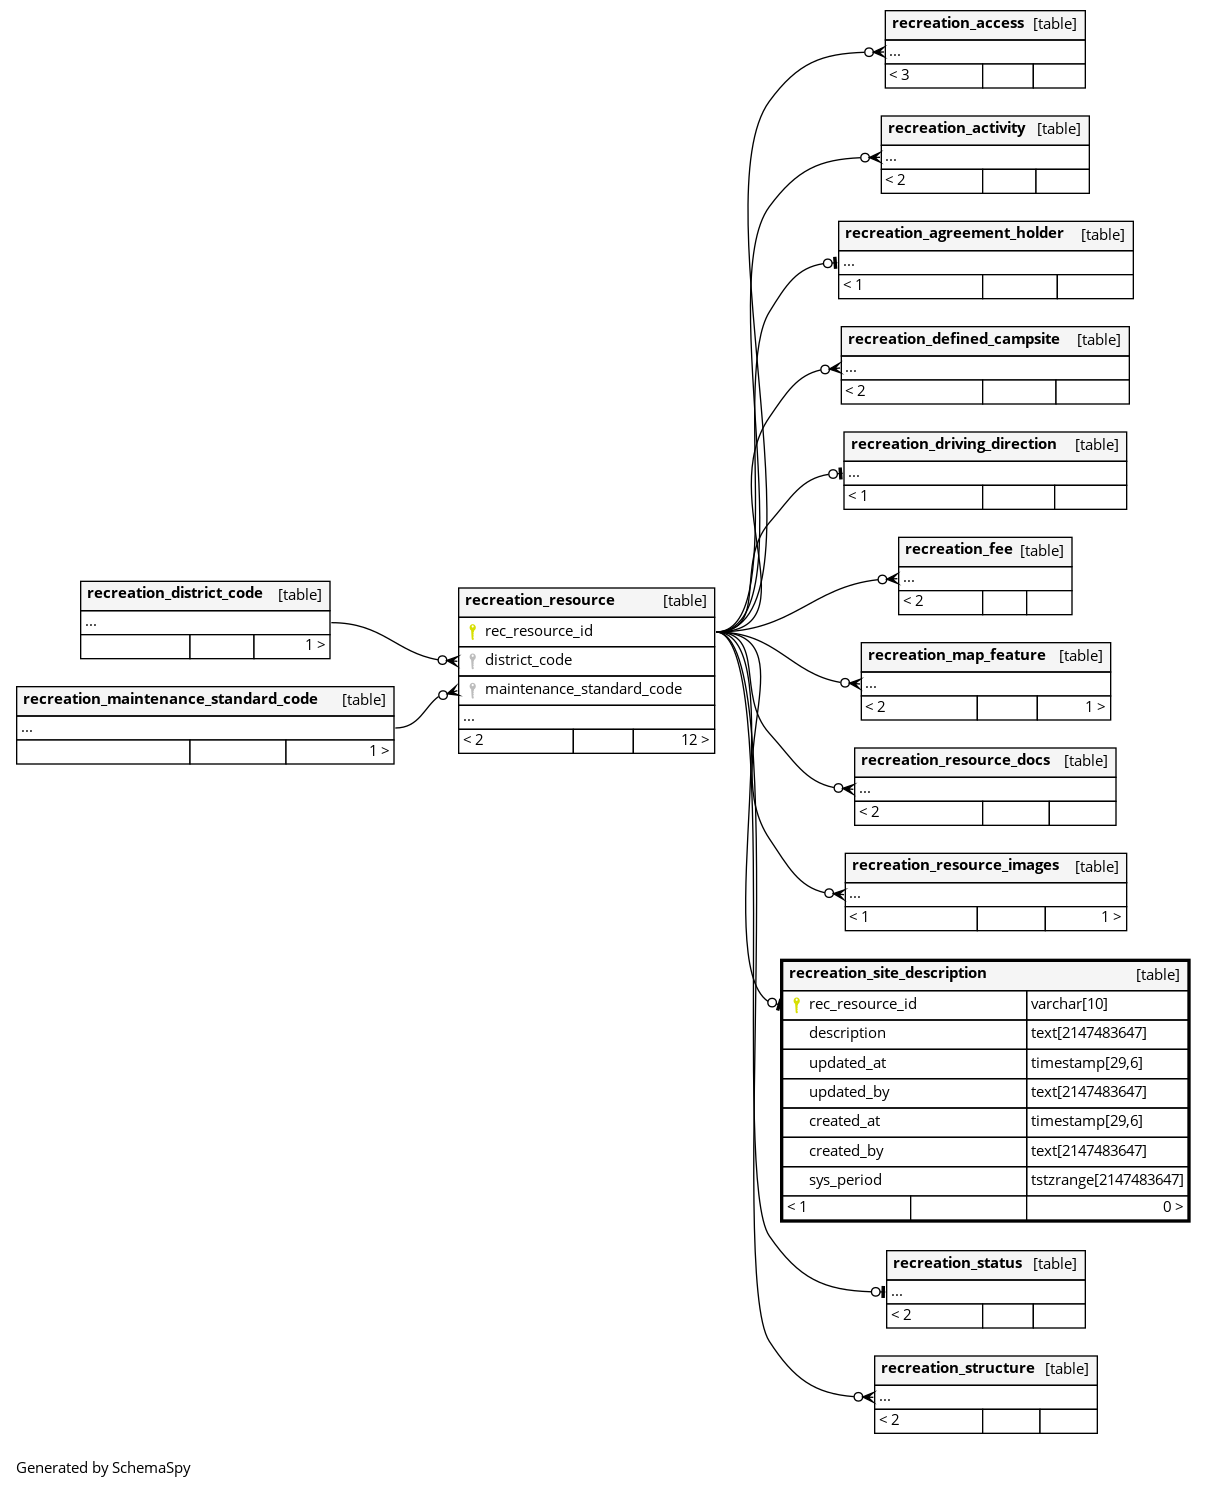 recreation_access [table]
...
< 3
recreation_activity [table]
...
< 2
recreation_agreement_holder [table]
...
< 1
recreation_defined_campsite [table]
...
< 2
recreation_driving_direction [table]
...
< 1
recreation_fee [table]
...
< 2
recreation_district_code [table]
...
1 >
recreation_maintenance_standard_code [table]
...
1 >
recreation_resource [table]
rec_resource_id
district_code
maintenance_standard_code
...
< 2 12 >
recreation_map_feature [table]
...
< 2 1 >
recreation_resource_docs [table]
...
< 2
recreation_resource_images [table]
...
< 1 1 >
recreation_site_description [table]
rec_resource_id varchar[10]
description text[2147483647]
updated_at timestamp[29,6]
updated_by text[2147483647]
created_at timestamp[29,6]
created_by text[2147483647]
sys_period tstzrange[2147483647]
< 1 0 >
recreation_status [table]
...
< 2
recreation_structure [table]
...
< 2
Generated by SchemaSpy